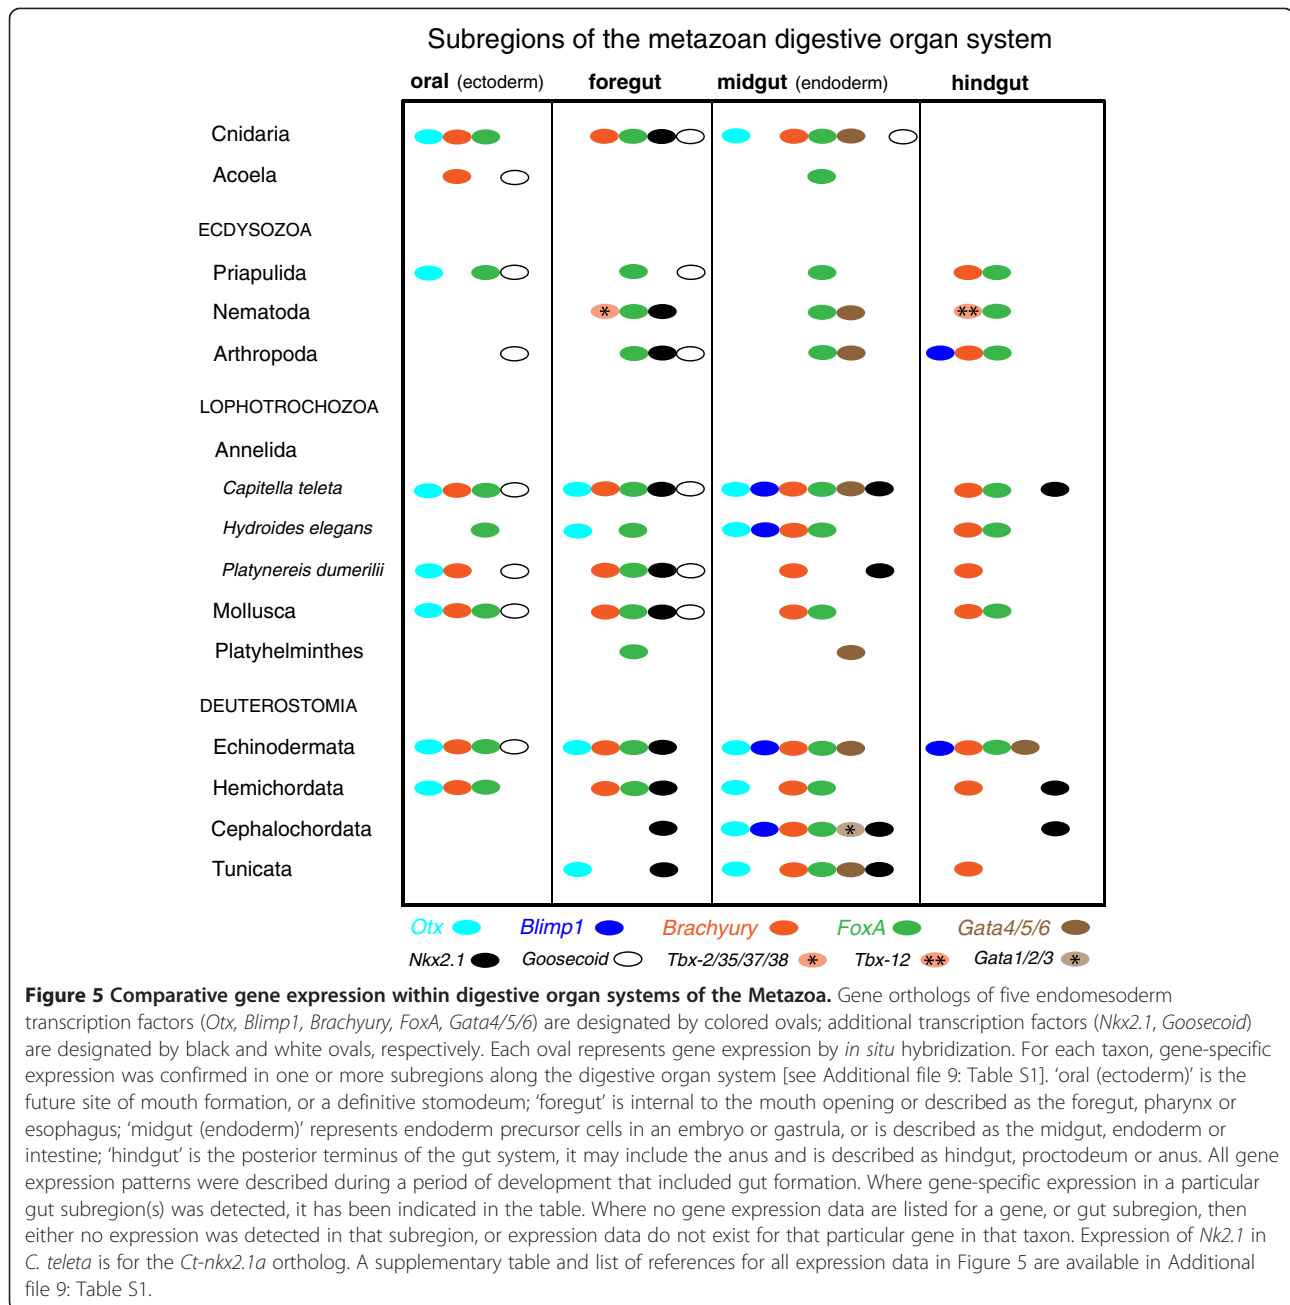 Subregions of the metazoan digestive organ system
oral (ectoderm) foregut midgut (endoderm) hindgut
Cnidaria
Acoela
ECDYSOZOA
Priapulida
Nematoda * **
Arthropoda
LOPHOTROCHOZOA
Annelida
Capitella teleta
Hydroides elegans
Platynereis dumerilii
Mollusca
Platyhelminthes
DEUTEROSTOMIA
Echinodermata
Hemichordata
Cephalochordata *
Tunicata
Otx Blimp1 Brachyury FoxA Gata4/5/6
Nkx2.1 Goosecoid Tbx-2/35/37/38 * Tbx-12 ** Gata1/2/3 *
Figure 5 Comparative gene expression within digestive organ systems of the Metazoa. Gene orthologs of five endomesoderm
transcription factors (Otx, Blimp1, Brachyury, FoxA, Gata4/5/6) are designated by colored ovals; additional transcription factors (Nkx2.1, Goosecoid)
are designated by black and white ovals, respectively. Each oval represents gene expression by in situ hybridization. For each taxon, gene-specific
expression was confirmed in one or more subregions along the digestive organ system [see Additional file 9: Table S1]. ‘oral (ectoderm)’ is the
future site of mouth formation, or a definitive stomodeum; ‘foregut’ is internal to the mouth opening or described as the foregut, pharynx or
esophagus; ‘midgut (endoderm)’ represents endoderm precursor cells in an embryo or gastrula, or is described as the midgut, endoderm or
intestine; ‘hindgut’ is the posterior terminus of the gut system, it may include the anus and is described as hindgut, proctodeum or anus. All gene
expression patterns were described during a period of development that included gut formation. Where gene-specific expression in a particular
gut subregion(s) was detected, it has been indicated in the table. Where no gene expression data are listed for a gene, or gut subregion, then
either no expression was detected in that subregion, or expression data do not exist for that particular gene in that taxon. Expression of Nk2.1 in
C. teleta is for the Ct-nkx2.1a ortholog. A supplementary table and list of references for all expression data in Figure 5 are available in Additional
file 9: Table S1.